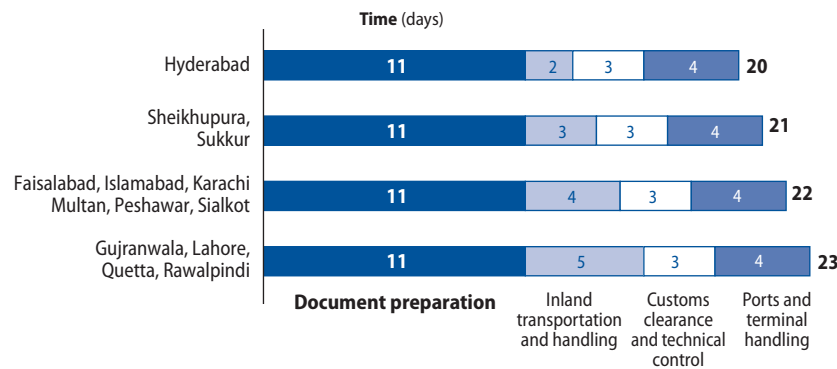 Time (days)
Hyderabad 11 2 3 4 20
Sheikhupura,
Sukkur 11 3 3 4 21
Faisalabad, Islamabad, Karachi
Multan, Peshawar, Sialkot 11 4 3 4 22
Gujranwala, Lahore,
Quetta, Rawalpindi 11 5 3 4 23
Document preparation
Inland
transportation
and handling
Customs
clearance
and technical
control
Ports and
terminal
handling